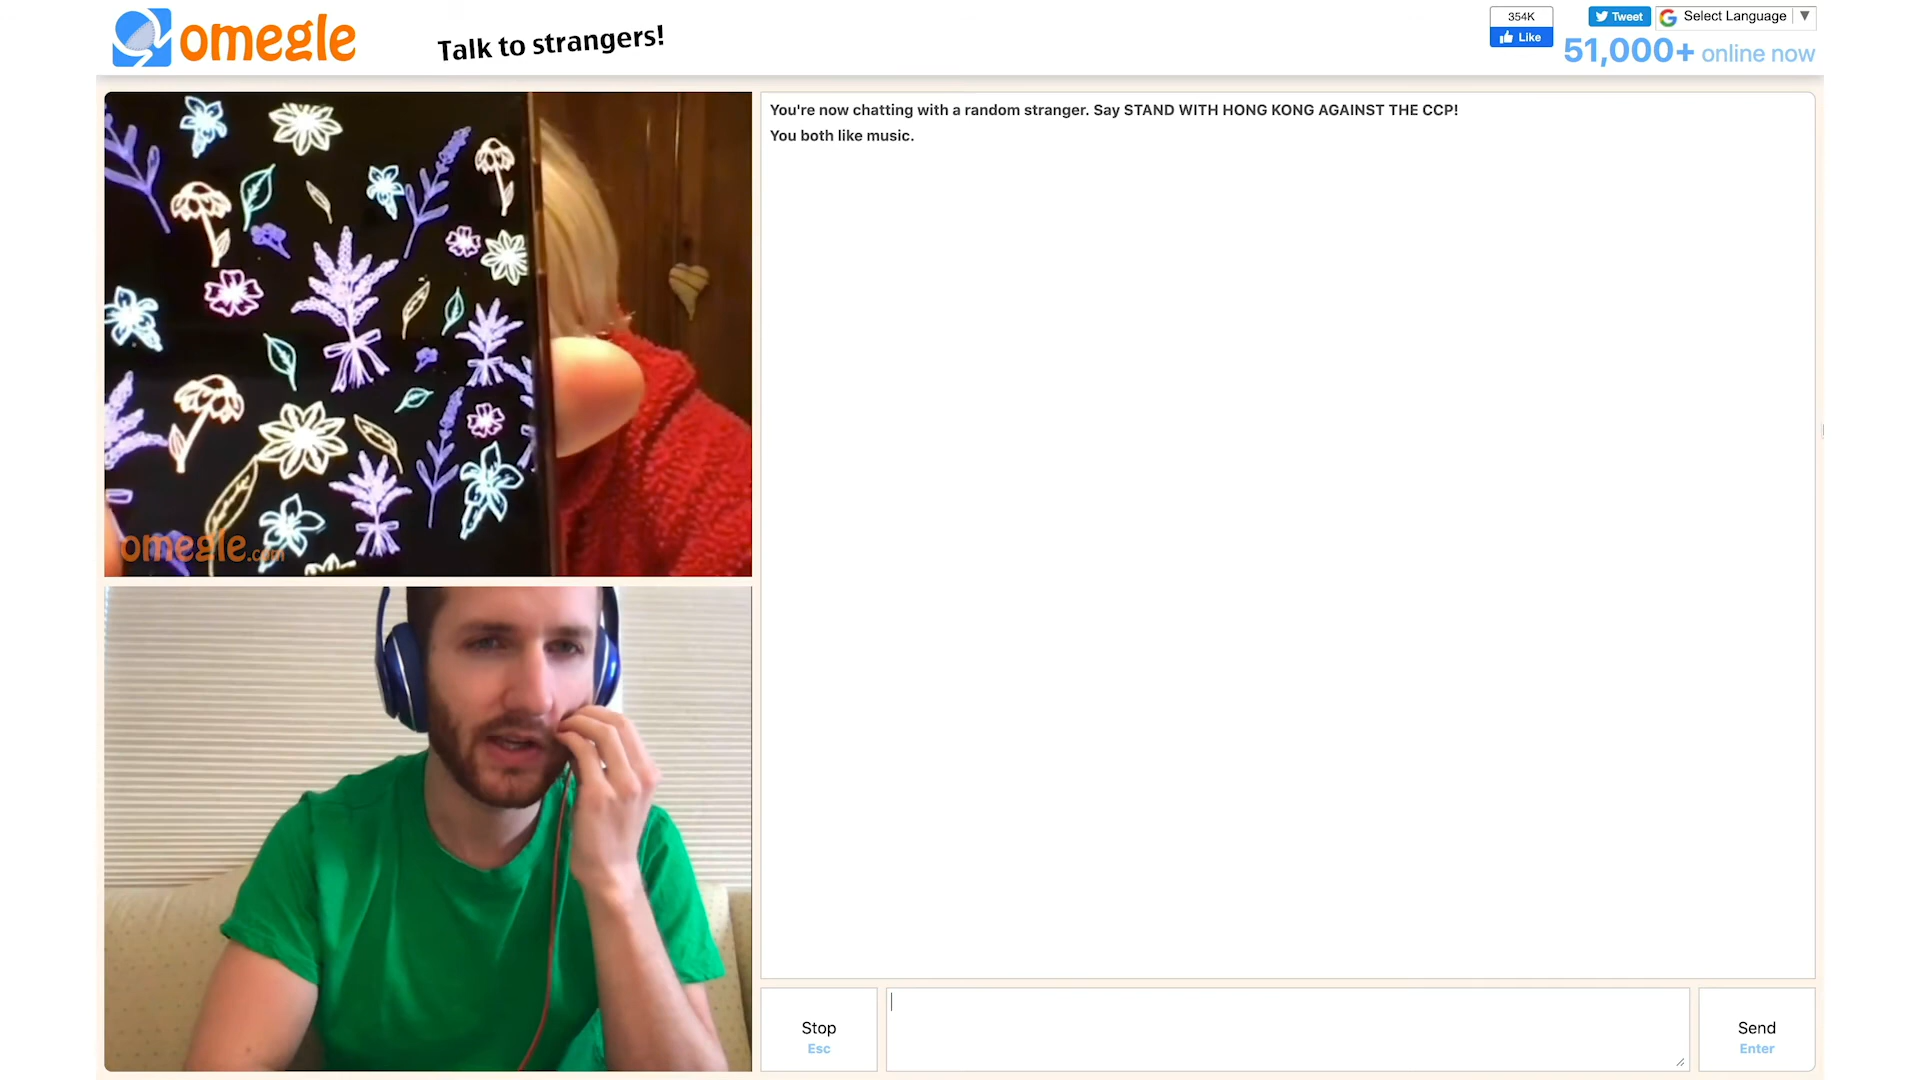 omegle
Talk to strangers!
354K
Like
Tweet
Select Language
51,000+ online now
You're now chatting with a random stranger. Say STAND WITH HONG KONG AGAINST THE CCP!
You both like music.
omegle.com
Stop
Esc
Send
Enter